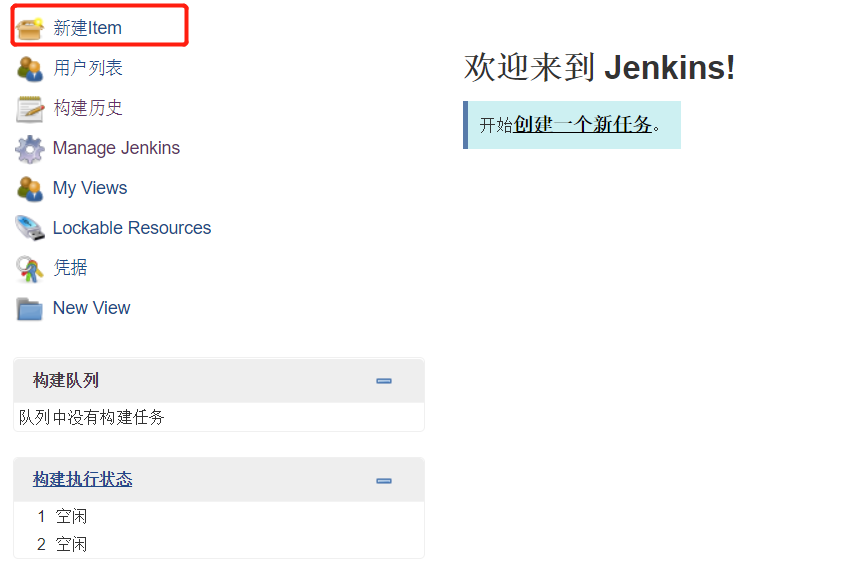 新建Item
用户列表
构建历史
Manage Jenkins
My Views
Lockable Resources
凭据
New View
构建队列
队列中没有构建任务
构建执行状态
1 空闲
2 空闲
欢迎来到 Jenkins!
开始创建一个新任务。